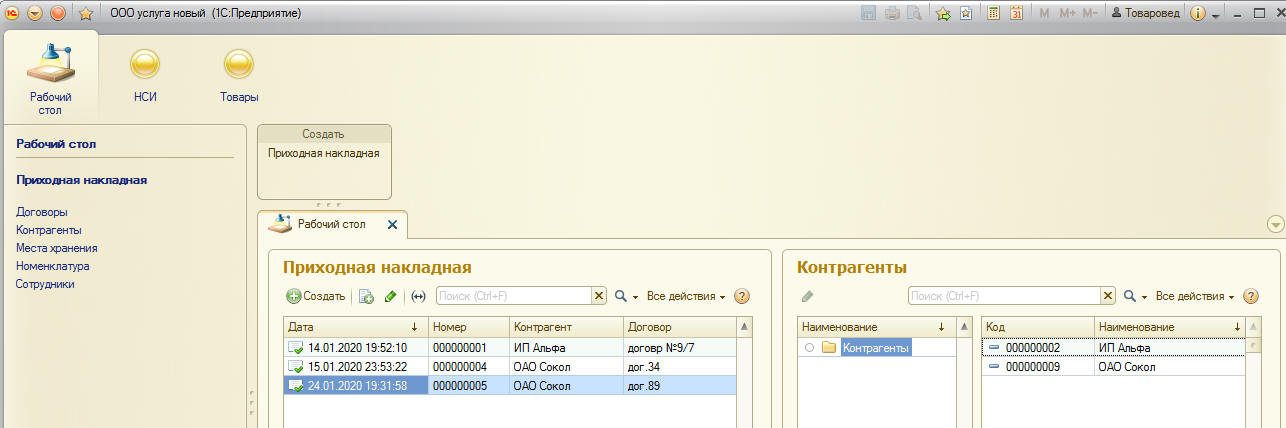 ООО услуга новый (1С:Предприятие)
M M+ M- Товаровед
Рабочий
стол
НСИ
Товары
Рабочий стол
Приходная накладная
Договоры
Контрагенты
Места хранения
Номенклатура
Сотрудники
Создать
Приходная накладная
Рабочий стол
Приходная накладная
Создать Поиск (Ctrl+F) Все действия
Дата Номер Контрагент Договор
14.01.2020 19:52:10 000000001 ИП Альфа договр №9/7
15.01.2020 23:53:22 000000004 ОАО Сокол дог.34
24.01.2020 19:31:58 000000005 ОАО Сокол дог.89
Контрагенты
Поиск (Ctrl+F) Все действия
Наименование
Контрагенты
Код Наименование
000000002 ИП Альфа
000000009 ОАО Сокол